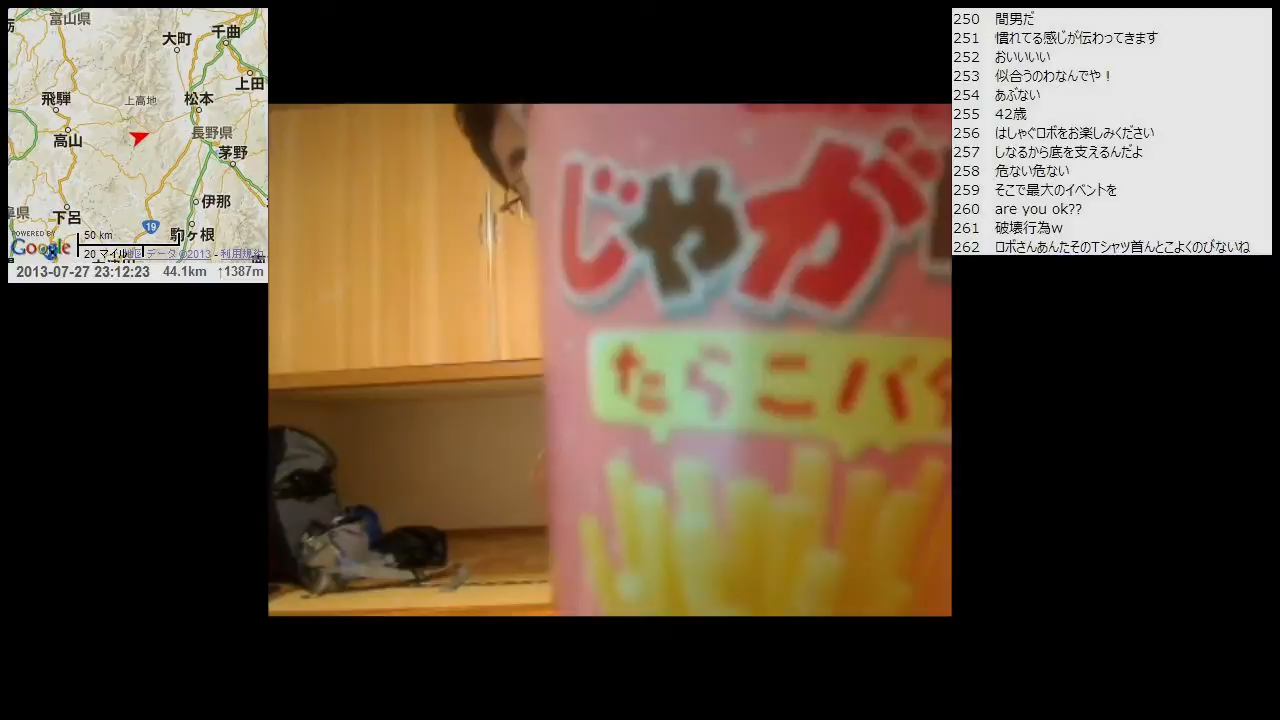 富山県
大町
千曲
上田
飛騨
上高地
松本
長野県
高山
茅野
伊那
下呂
19
駒ヶ根
POWERED BY
Google
50 km
20 マイル
地図データ ©2013 - 利用規約
2013-07-27 23:12:23 44.1km ↑1387m
じゃが
たらこバタ
250 間男だ
251 慣れてる感じが伝わってきます
252 おいいいい
253 似合うのわなんでや！
254 あぶない
255 42歳
256 はしゃぐロボをお楽しみください
257 しなるから底を支えるんだよ
258 危ない危ない
259 そこで最大のイベントを
260 are you ok??
261 破壊行為w
262 ロボさんあんたそのTシャツ首んとこよくのびないね